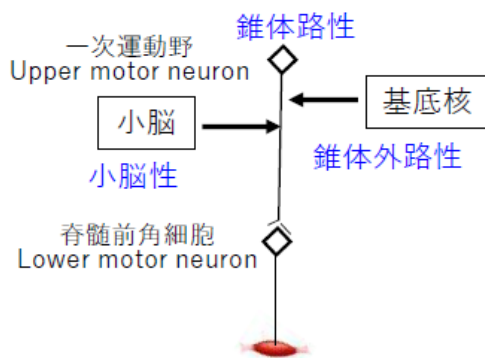 錐体路性
一次運動野
Upper motor neuron
基底核
小脳
小脳性
錐体外路性
脊髄前角細胞
Lower motor neuron